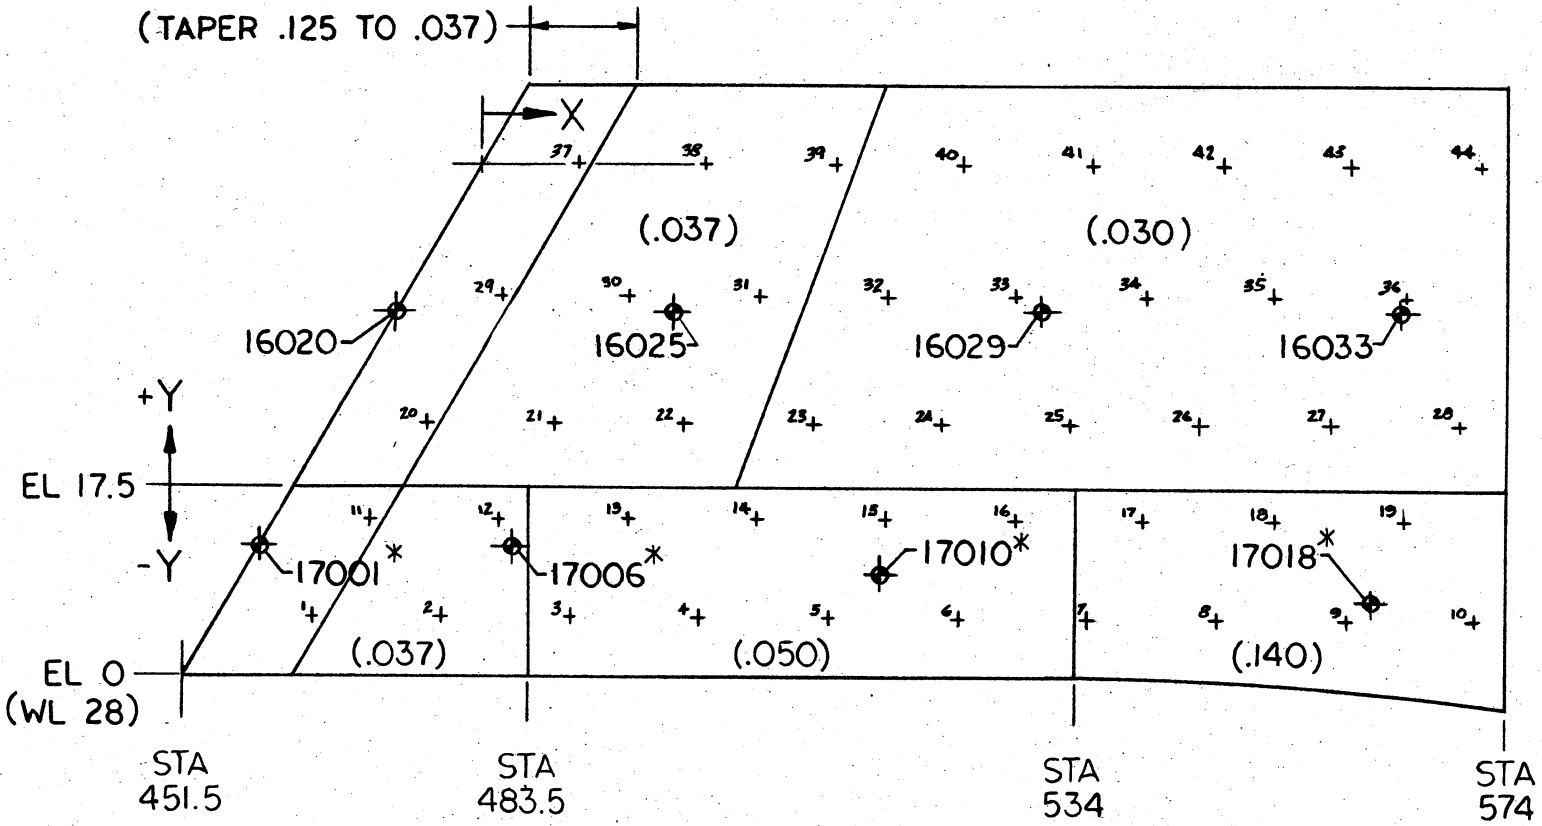 (TAPER .125 TO .037)
X
37 38 39 40 41 42 43 44
(.037) (.030)
29 30 31 32 33 34 35 36
16020 16025 16029 16033
+Y
20 21 22 23 24 25 26 27 28
EL 17.5
11 12 13 14 15 16 17 18 19
-Y
17001* 17006* 17010* 17018*
1 2 3 4 5 6 7 8 9 10
(.037) (.050) (.140)
EL 0
(WL 28)
STA STA STA STA
451.5 483.5 534 574